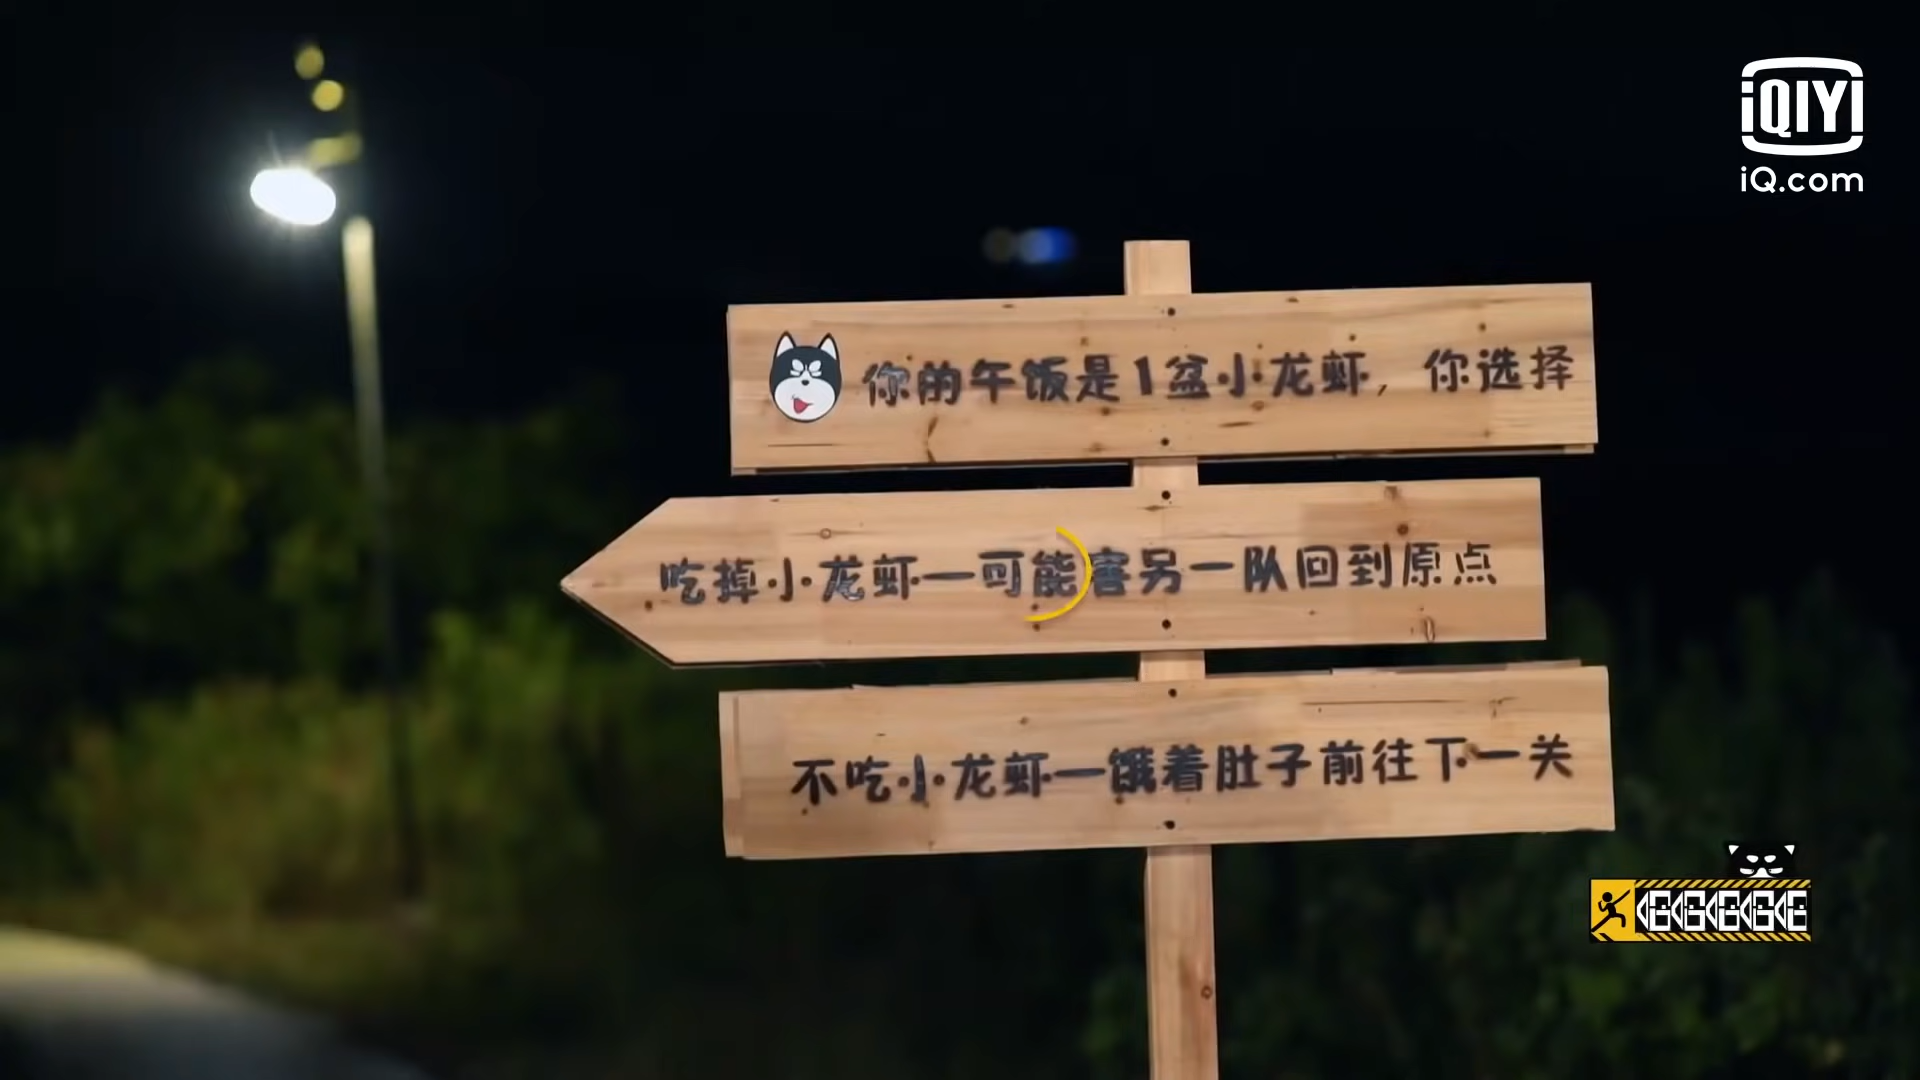 iQIYI
iQ.com
你的午饭是1盆小龙虾，你选择
吃掉小龙虾一可能害另一队回到原点
不吃小龙虾一饿着肚子前往下一关